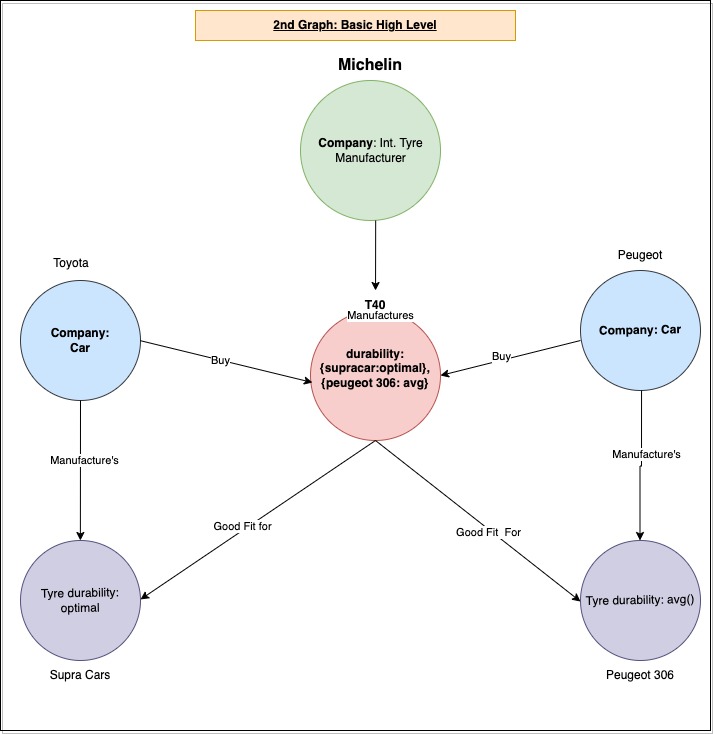 2nd Graph: Basic High Level
Michelin
Company: Int. Tyre
Manufacturer
Toyota
Peugeot
T40
Manufactures
Company:
Car
Company: Car
durability:
{supracar:optimal},
{peugeot 306: avg}
Buy
Buy
Manufacture's
Manufacture's
Good Fit for
Good Fit For
Tyre durability:
optimal
Tyre durability: avg()
Supra Cars
Peugeot 306